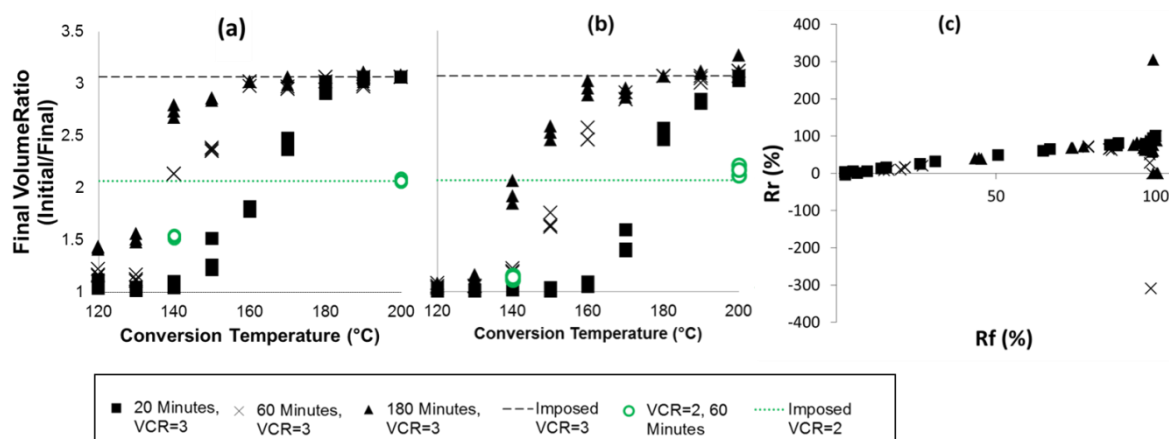 (a)
(b)
(c)
Final VolumeRatio
(Initial/Final)
3.5
3
2.5
2
1.5
1
120 140 160 180 200
Conversion Temperature (°C)
120 140 160 180 200
Conversion Temperature (°C)
Rr (%)
400
300
200
100
0
-100
-200
-300
-400
50 100
Rf (%)
20 Minutes,
VCR=3
60 Minutes,
VCR=3
180 Minutes,
VCR=3
Imposed
VCR=3
VCR=2, 60
Minutes
Imposed
VCR=2